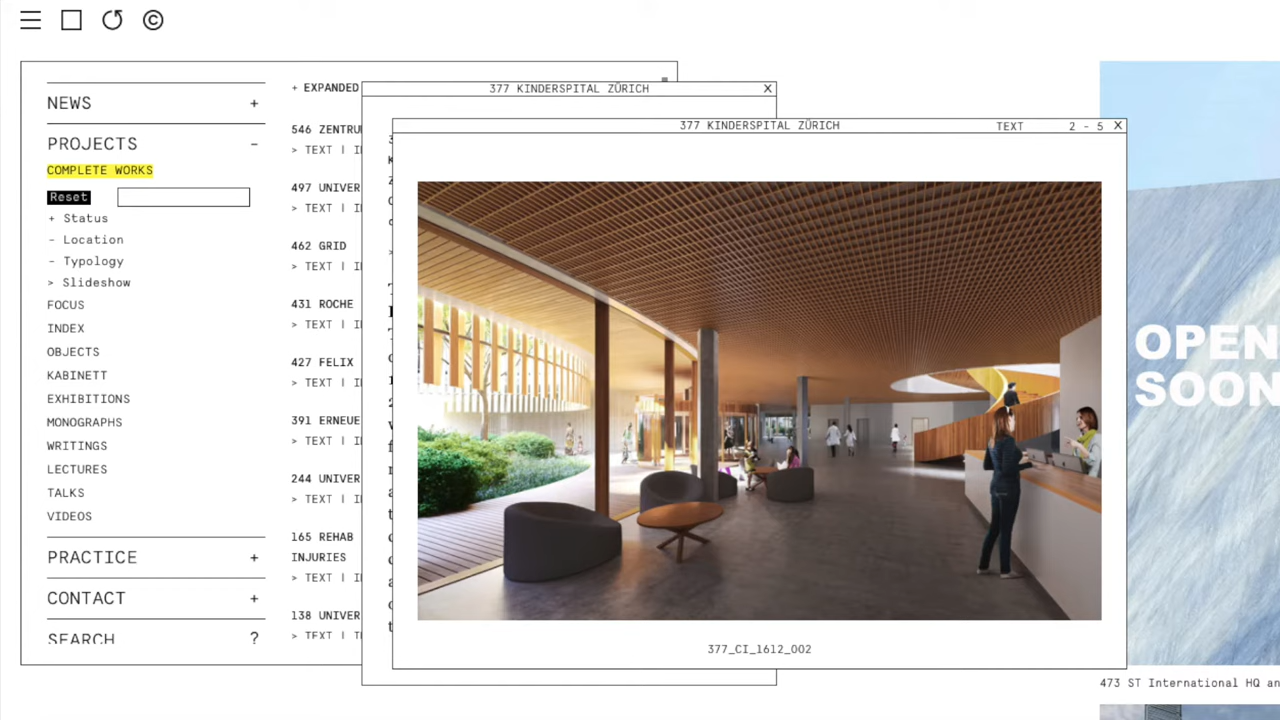 ©
NEWS +
PROJECTS -
COMPLETE WORKS
Reset
+ Status
- Location
- Typology
> Slideshow
FOCUS
INDEX
OBJECTS
KABINETT
EXHIBITIONS
MONOGRAPHS
WRITINGS
LECTURES
TALKS
VIDEOS
PRACTICE +
CONTACT +
SEARCH ?
+ EXPANDED
546 ZENTRU
> TEXT |
497 UNIVER
> TEXT |
462 GRID
> TEXT |
431 ROCHE
> TEXT |
427 FELIX
> TEXT |
391 ERNEUE
> TEXT |
244 UNIVER
> TEXT |
165 REHAB
INJURIES
> TEXT |
138 UNIVER
> TEXT |
377 KINDERSPITAL ZÜRICH X
377 KINDERSPITAL ZÜRICH TEXT 2 - 5 X
377_CI_1612_002
OPEN
SOON
473 ST International HQ an